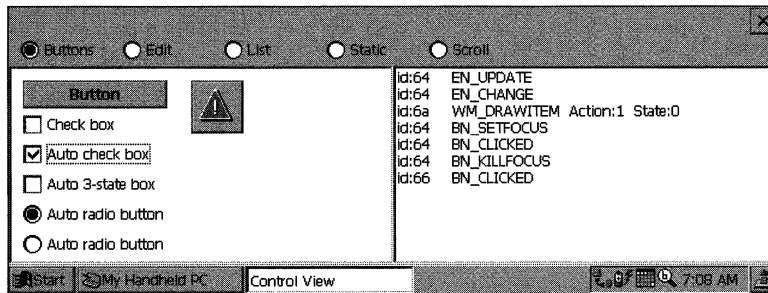 Buttons Edit List Static Scroll
Button
Check box
Auto check box
Auto 3-state box
Auto radio button
Auto radio button
id:64 EN_UPDATE
id:64 EN_CHANGE
id:6a WM_DRAWITEM Action:1 State:0
id:64 BN_SETFOCUS
id:64 BN_CLICKED
id:64 BN_KILLFOCUS
id:66 BN_CLICKED
Start My Handheld PC Control View 7:08 AM